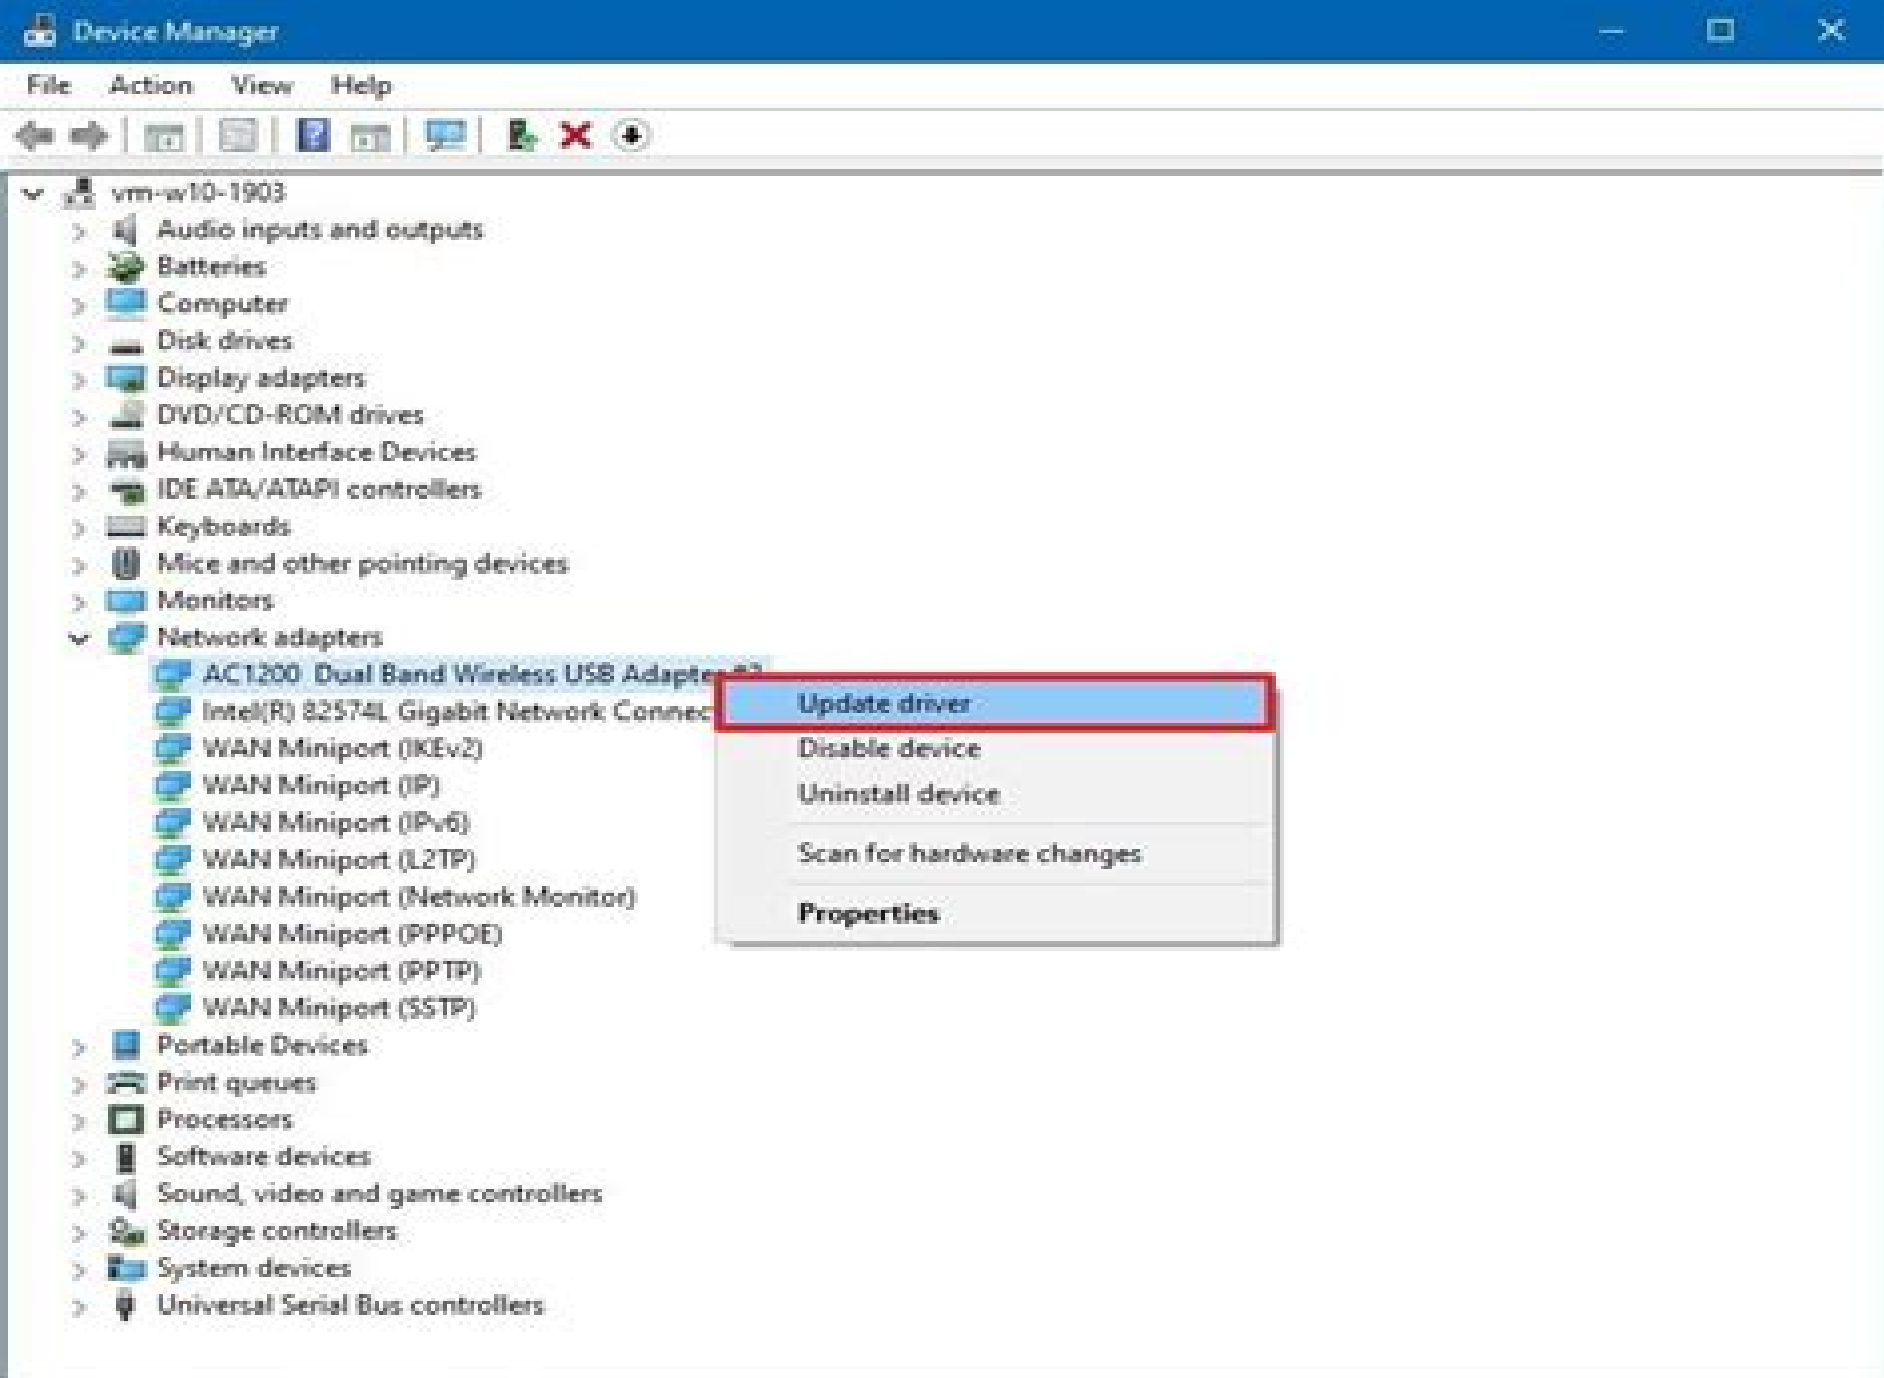 Device Manager
File Action View Help
vm-w10-1903
Audio inputs and outputs
Batteries
Computer
Disk drives
Display adapters
DVD/CD-ROM drives
Human Interface Devices
IDE ATA/ATAPI controllers
Keyboards
Mice and other pointing devices
Monitors
Network adapters
AC1200 Dual Band Wireless USB Adapter
Intel(R) 82574L Gigabit Network Connec
WAN Miniport (IKEv2)
WAN Miniport (IP)
WAN Miniport (IPv6)
WAN Miniport (L2TP)
WAN Miniport (Network Monitor)
WAN Miniport (PPPOE)
WAN Miniport (PPTP)
WAN Miniport (SSTP)
Update driver
Disable device
Uninstall device
Scan for hardware changes
Properties
Portable Devices
Print queues
Processors
Software devices
Sound, video and game controllers
Storage controllers
System devices
Universal Serial Bus controllers